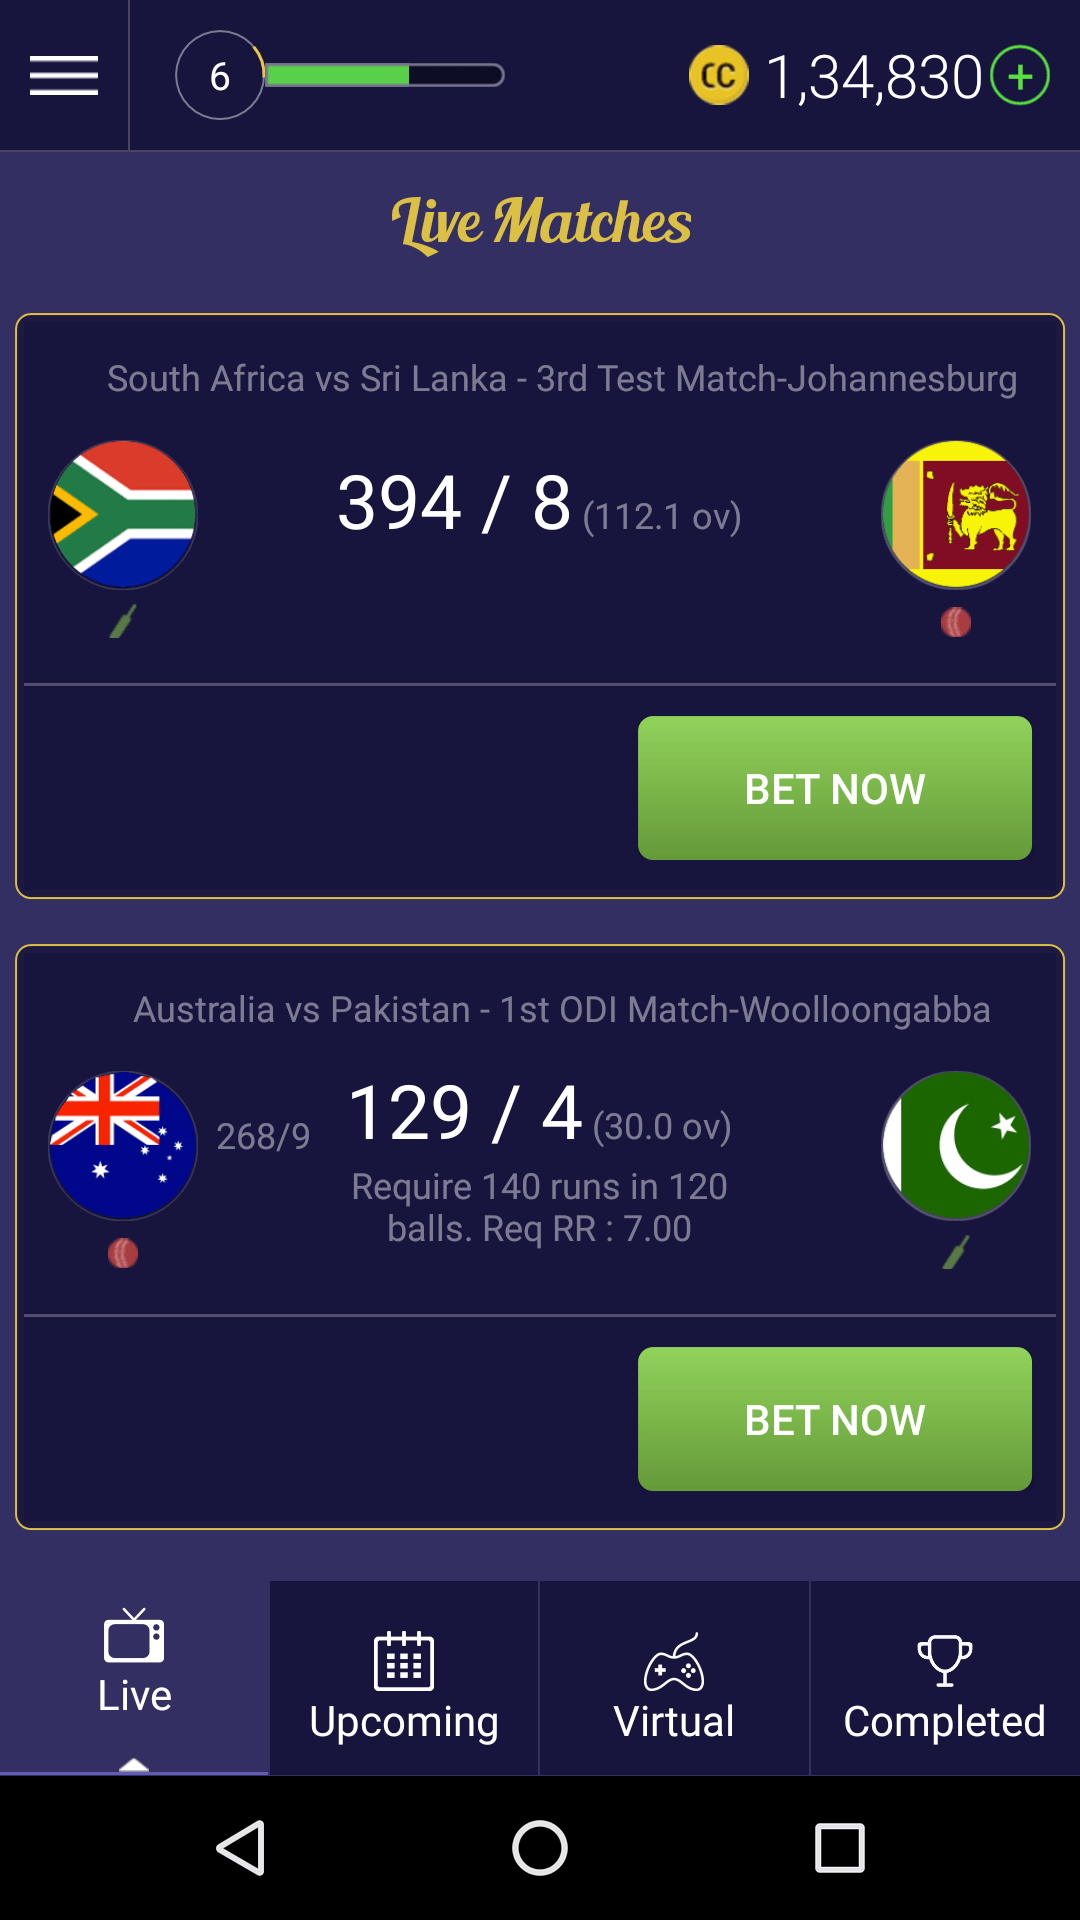 6
CC 1,34,830
Live Matches
South Africa vs Sri Lanka - 3rd Test Match-Johannesburg
394 / 8 (112.1 ov)
BET NOW
Australia vs Pakistan - 1st ODI Match-Woolloongabba
268/9 129 / 4 (30.0 ov)
Require 140 runs in 120
balls. Req RR : 7.00
BET NOW
Live Upcoming Virtual Completed